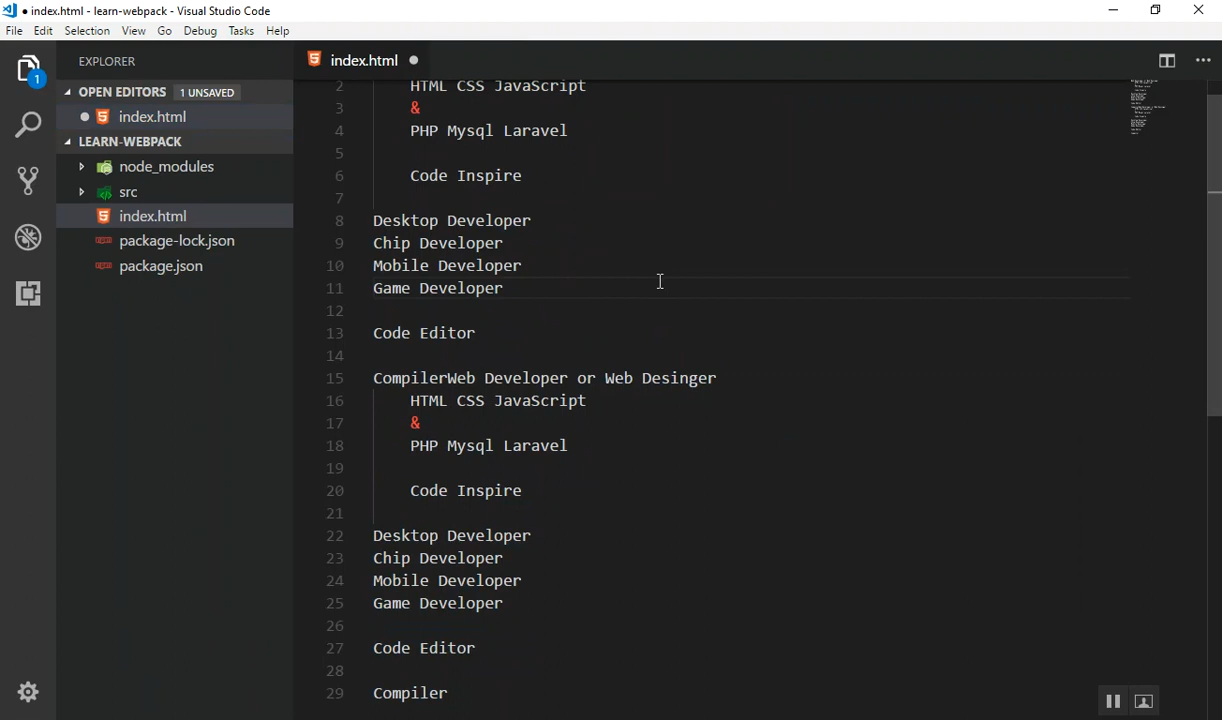 ● index.html - learn-webpack - Visual Studio Code
File Edit Selection View Go Debug Tasks Help
EXPLORER
1
OPEN EDITORS 1 UNSAVED
index.html
LEARN-WEBPACK
node_modules
src
index.html
package-lock.json
package.json
index.html
2 HTML CSS JavaScript
3 &
4 PHP Mysql Laravel
5
6 Code Inspire
7
8 Desktop Developer
9 Chip Developer
10 Mobile Developer
11 Game Developer
12
13 Code Editor
14
15 CompilerWeb Developer or Web Desinger
16 HTML CSS JavaScript
17 &
18 PHP Mysql Laravel
19
20 Code Inspire
21
22 Desktop Developer
23 Chip Developer
24 Mobile Developer
25 Game Developer
26
27 Code Editor
28
29 Compiler